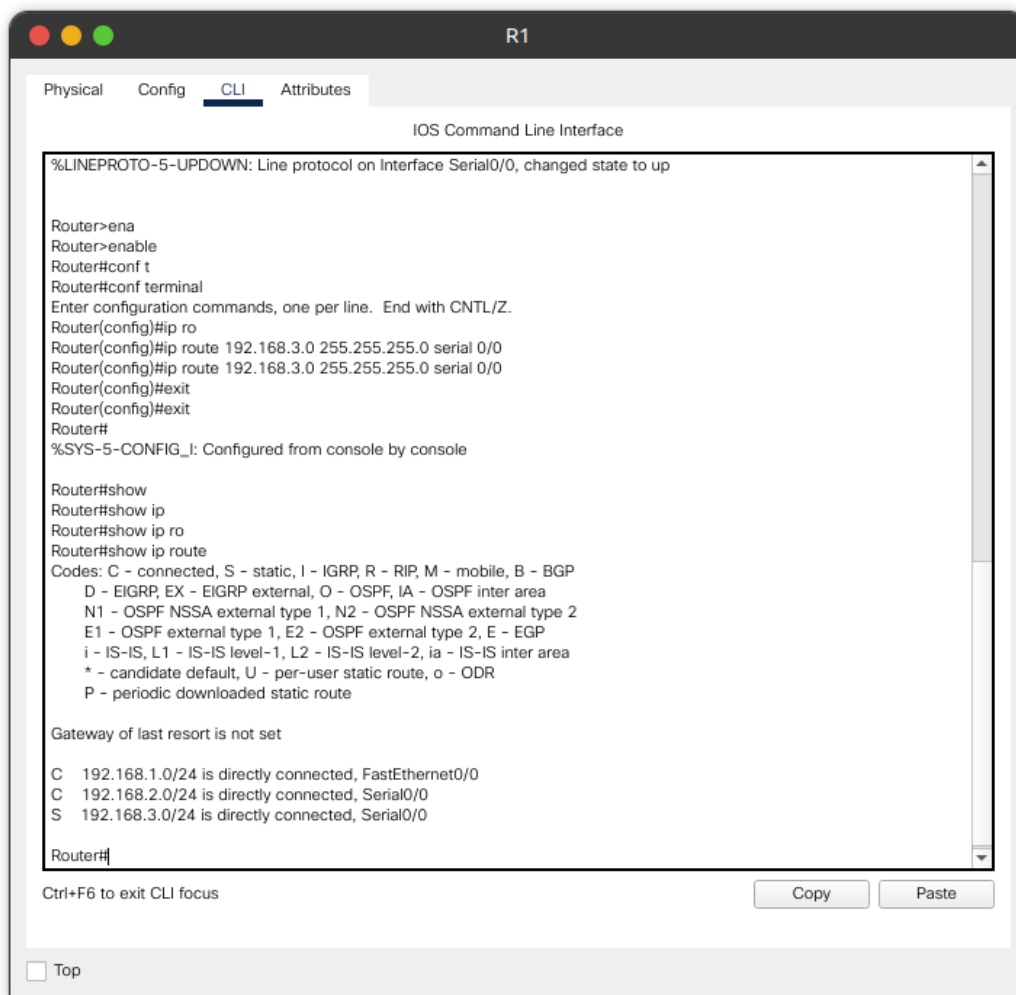 R1
Physical Config CLI Attributes
IOS Command Line Interface
%LINEPROTO-5-UPDOWN: Line protocol on Interface Serial0/0, changed state to up
Router>ena
Router>enable
Router#conf t
Router#conf terminal
Enter configuration commands, one per line. End with CNTL/Z.
Router(config)#ip ro
Router(config)#ip route 192.168.3.0 255.255.255.0 serial 0/0
Router(config)#ip route 192.168.3.0 255.255.255.0 serial 0/0
Router(config)#exit
Router(config)#exit
Router#
%SYS-5-CONFIG_I: Configured from console by console
Router#show
Router#show ip
Router#show ip ro
Router#show ip route
Codes: C - connected, S - static, I - IGRP, R - RIP, M - mobile, B - BGP
D - EIGRP, EX - EIGRP external, O - OSPF, IA - OSPF inter area
N1 - OSPF NSSA external type 1, N2 - OSPF NSSA external type 2
E1 - OSPF external type 1, E2 - OSPF external type 2, E - EGP
i - IS-IS, L1 - IS-IS level-1, L2 - IS-IS level-2, ia - IS-IS inter area
* - candidate default, U - per-user static route, o - ODR
P - periodic downloaded static route
Gateway of last resort is not set
C 192.168.1.0/24 is directly connected, FastEthernet0/0
C 192.168.2.0/24 is directly connected, Serial0/0
S 192.168.3.0/24 is directly connected, Serial0/0
Router#
Ctrl+F6 to exit CLI focus
Copy Paste
Top